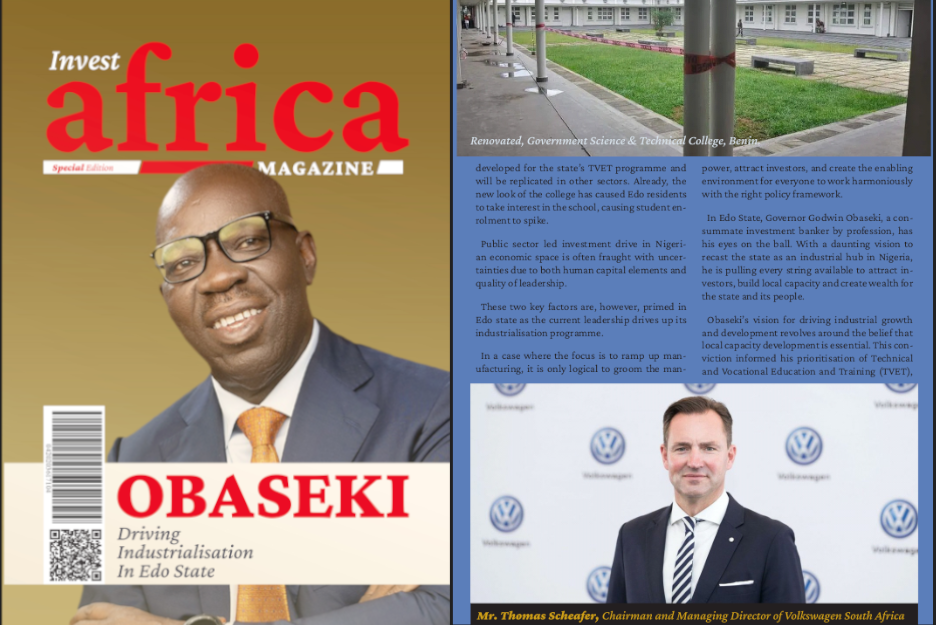 Invest
africa
Special Edition
MAGAZINE
OBASEKI
Driving
Industrialisation
In Edo State
Renovated, Government Science & Technical College, Benin.
developed for the state's TVET programme and
will be replicated in other sectors. Already, the
new look of the college has caused Edo residents
to take interest in the school, causing student en-
rolment to spike.
Public sector led investment drive in Nigeri-
an economic space is often fraught with uncer-
tainties due to both human capital elements and
quality of leadership.
These two key factors are, however, primed in
Edo state as the current leadership drives up its
industrialisation programme.
In a case where the focus is to ramp up man-
ufacturing, it is only logical to groom the man-
power, attract investors, and create the enabling
environment for everyone to work harmoniously
with the right policy framework.
In Edo State, Governor Godwin Obaseki, a con-
summate investment banker by profession, has
his eyes on the ball. With a daunting vision to
recast the state as an industrial hub in Nigeria,
he is pulling every string available to attract in-
vestors, build local capacity and create wealth for
the state and its people.
Obaseki's vision for driving industrial growth
and development revolves around the belief that
local capacity development is essential. This con-
viction informed his prioritisation of Technical
and Vocational Education and Training (TVET),
Volkswagen
Volkswagen
Volkswagen
Volkswagen
Mr. Thomas Scheafer, Chairman and Managing Director of Volkswagen South Africa